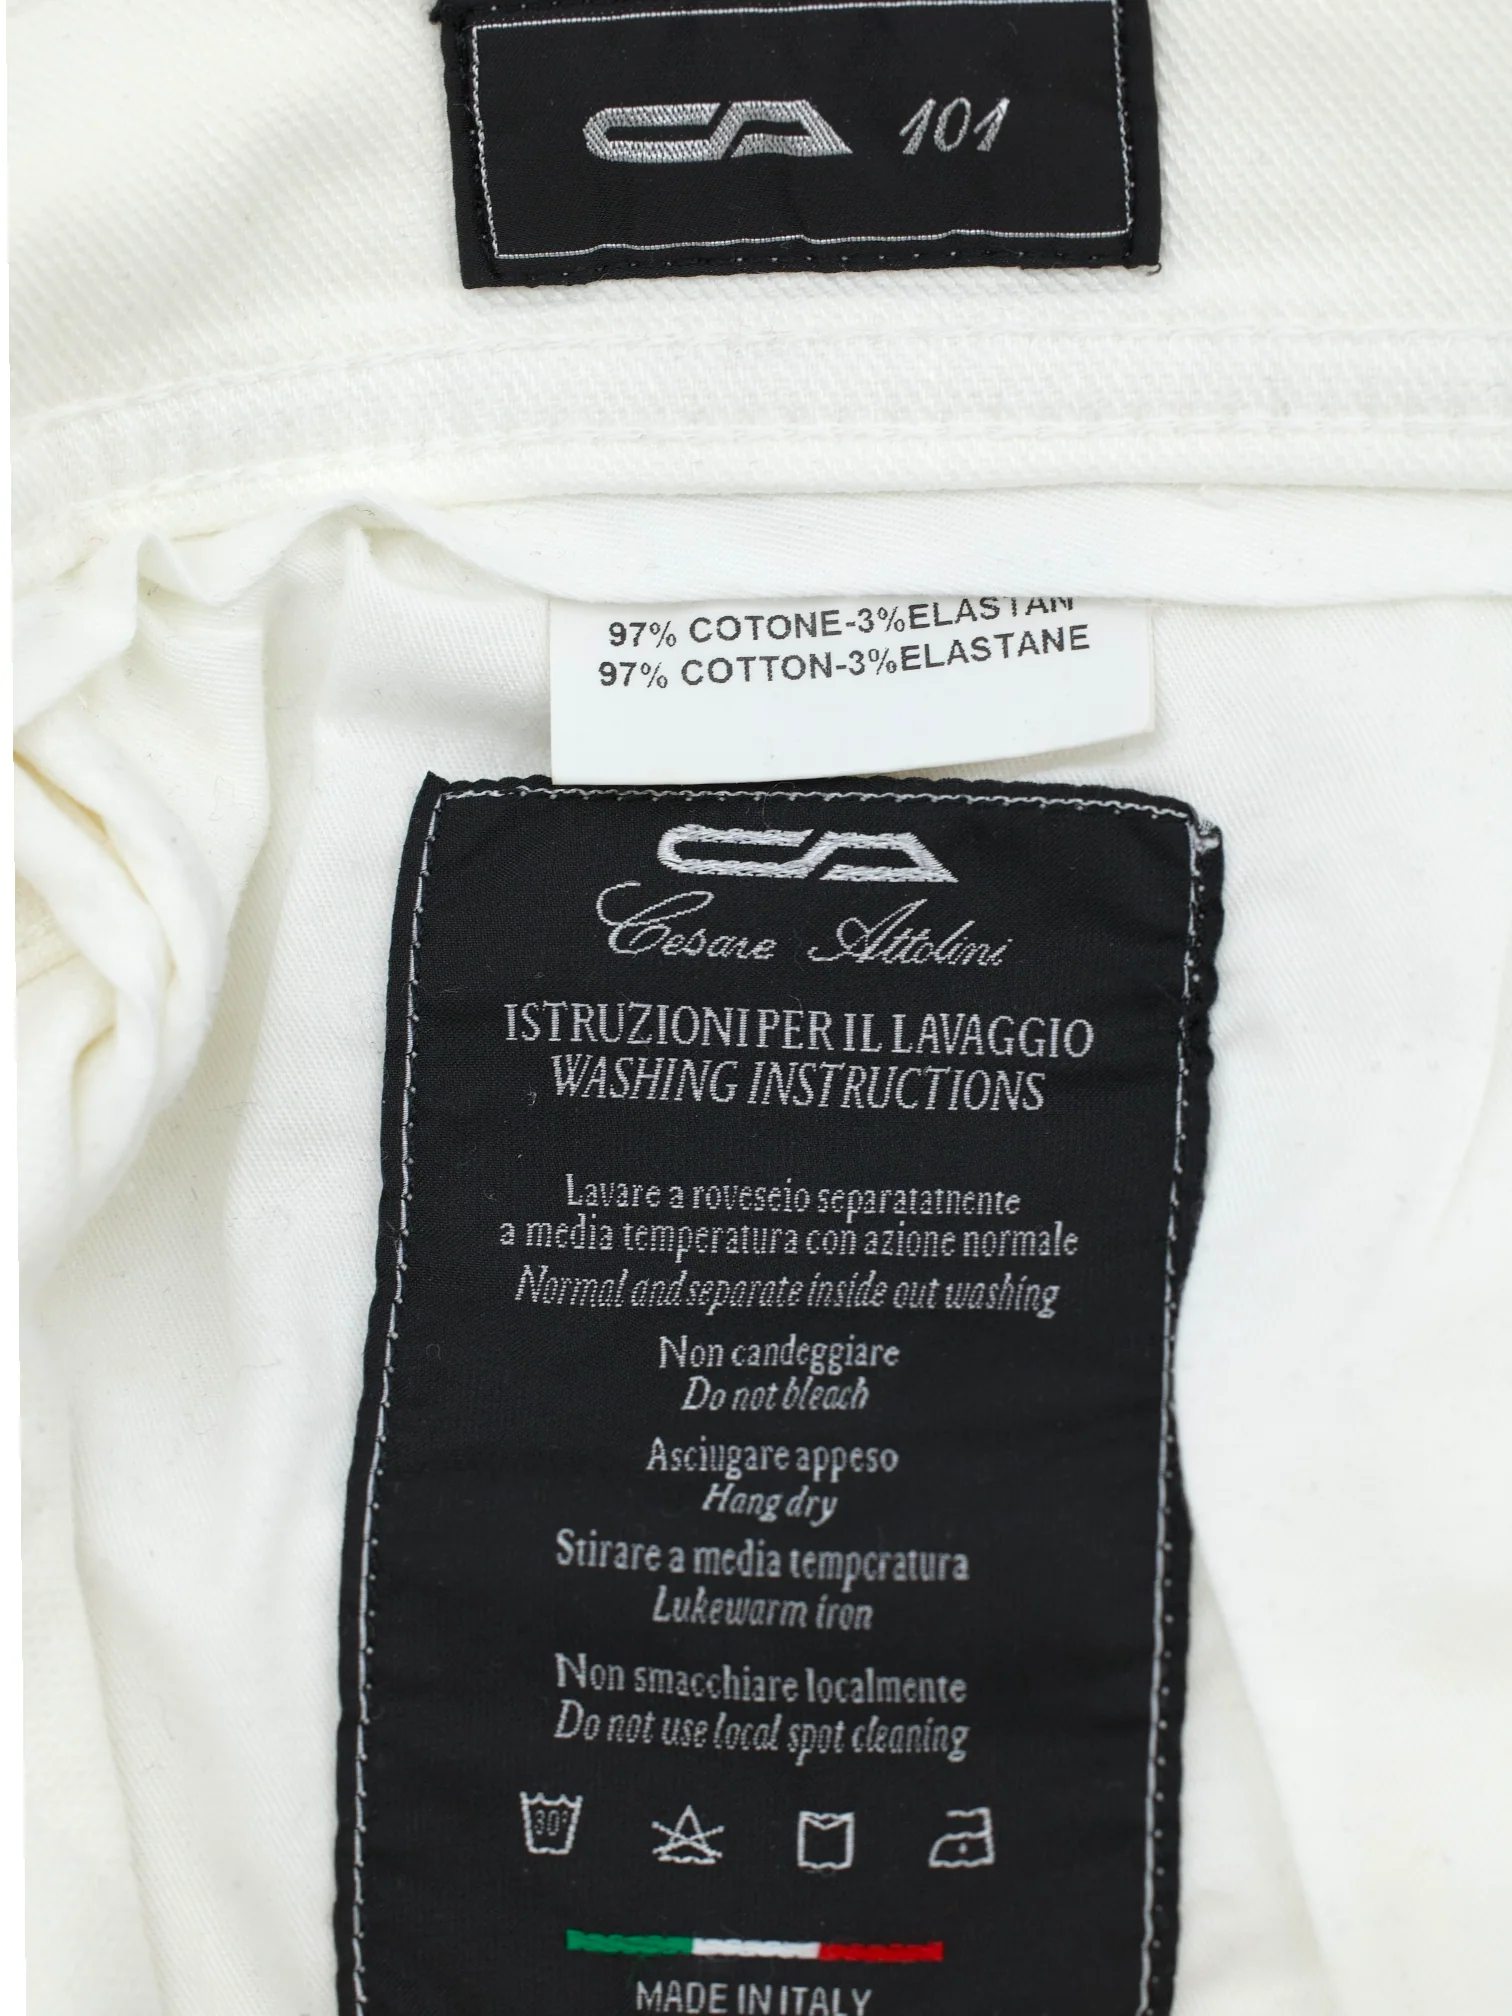 CA 101
97% COTONE-3%ELASTAN
97% COTTON-3%ELASTANE
CA
Cesare Attolini
ISTRUZIONI PER IL LAVAGGIO
WASHING INSTRUCTIONS
Lavare a roveseio separatatnente
a media temperatura con azione normale
Normal and separate inside out washing
Non candeggiare
Do not bleach
Asciugare appeso
Hang dry
Stirare a media tempcratura
Lukewarm iron
Non smacchiare localmente
Do not use local spot cleaning
30°
MADE IN ITALY